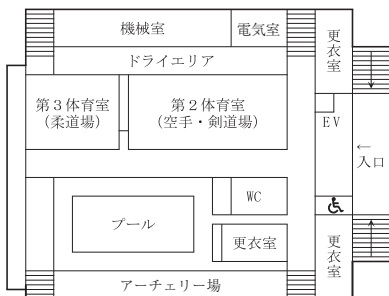 機械室
電気室
更衣室
ドライエリア
第３体育室
（柔道場）
第２体育室
（空手・剣道場）
EV
←
入口
プール
WC
更衣室
更衣室
アーチェリー場